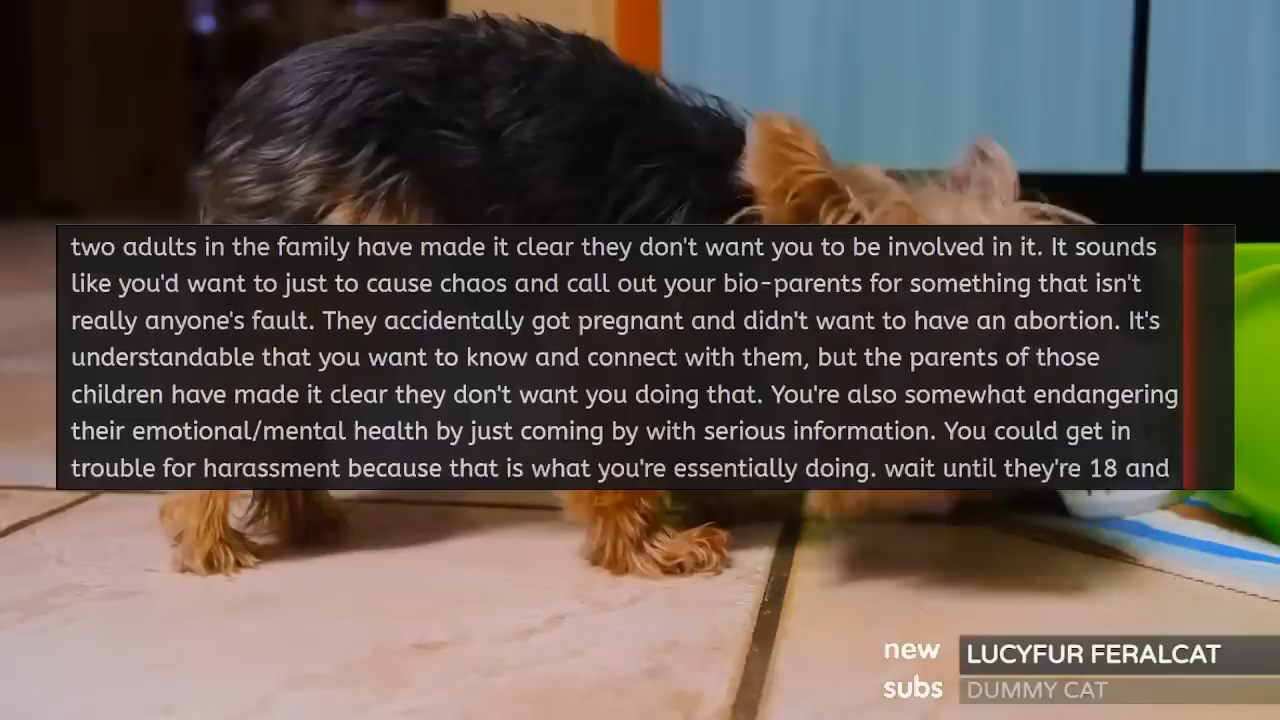 two adults in the family have made it clear they don't want you to be involved in it. It sounds
like you'd want to just to cause chaos and call out your bio-parents for something that isn't
really anyone's fault. They accidentally got pregnant and didn't want to have an abortion. It's
understandable that you want to know and connect with them, but the parents of those
children have made it clear they don't want you doing that. You're also somewhat endangering
their emotional/mental health by just coming by with serious information. You could get in
trouble for harassment because that is what you're essentially doing. wait until they're 18 and
new LUCYFUR FERALCAT
subs DUMMY CAT